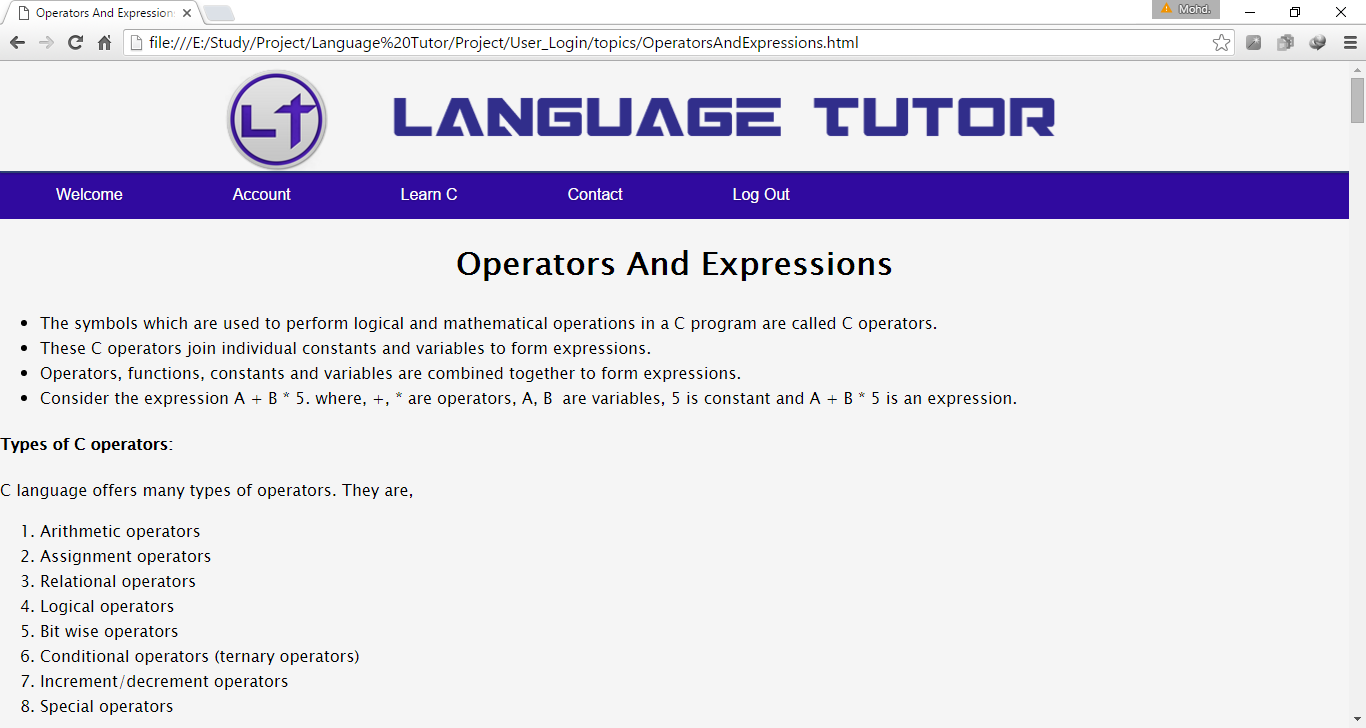 Operators And Expression
Mohd.
file:///E:/Study/Project/Language%20Tutor/Project/User_Login/topics/OperatorsAndExpressions.html
LT
LANGUAGE TUTOR
Welcome Account Learn C Contact Log Out
Operators And Expressions
• The symbols which are used to perform logical and mathematical operations in a C program are called C operators.
• These C operators join individual constants and variables to form expressions.
• Operators, functions, constants and variables are combined together to form expressions.
• Consider the expression A + B * 5. where, +, * are operators, A, B  are variables, 5 is constant and A + B * 5 is an expression.
Types of C operators:
C language offers many types of operators. They are,
1. Arithmetic operators
2. Assignment operators
3. Relational operators
4. Logical operators
5. Bit wise operators
6. Conditional operators (ternary operators)
7. Increment/decrement operators
8. Special operators